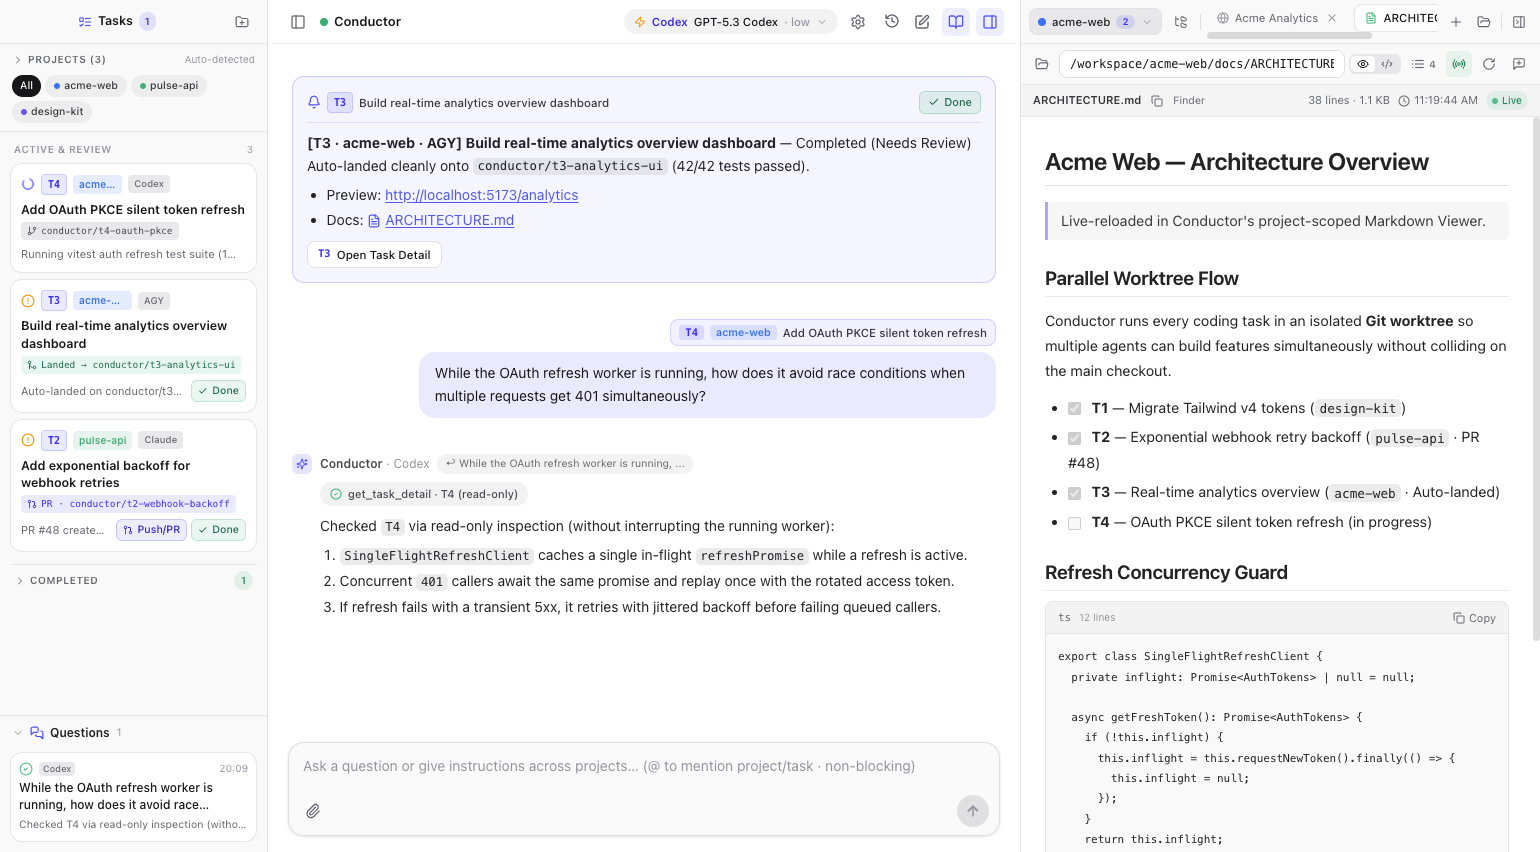 Tasks 1
PROJECTS (3) Auto-detected
All acme-web pulse-api
design-kit
ACTIVE & REVIEW 3
T4 acme... Codex
Add OAuth PKCE silent token refresh
conductor/t4-oauth-pkce
Running vitest auth refresh test suite (1...
T3 acme-... AGY
Build real-time analytics overview
dashboard
Landed → conductor/t3-analytics-ui
Auto-landed on conductor/t3... Done
T2 pulse-api Claude
Add exponential backoff for
webhook retries
PR · conductor/t2-webhook-backoff
PR #48 create... Push/PR Done
COMPLETED 1
Questions 1
Codex 20:09
While the OAuth refresh worker is
running, how does it avoid race...
Checked T4 via read-only inspection (witho...
Conductor
Codex GPT-5.3 Codex · low
T3 Build real-time analytics overview dashboard Done
[T3 · acme-web · AGY] Build real-time analytics overview dashboard — Completed (Needs Review)
Auto-landed cleanly onto conductor/t3-analytics-ui (42/42 tests passed).
• Preview: http://localhost:5173/analytics
• Docs: ARCHITECTURE.md
T3 Open Task Detail
T4 acme-web Add OAuth PKCE silent token refresh
While the OAuth refresh worker is running, how does it avoid race conditions when
multiple requests get 401 simultaneously?
Conductor · Codex While the OAuth refresh worker is running, ...
get_task_detail · T4 (read-only)
Checked T4 via read-only inspection (without interrupting the running worker):
1. SingleFlightRefreshClient caches a single in-flight refreshPromise while a refresh is active.
2. Concurrent 401 callers await the same promise and replay once with the rotated access token.
3. If refresh fails with a transient 5xx, it retries with jittered backoff before failing queued callers.
Ask a question or give instructions across projects... (@ to mention project/task · non-blocking)
acme-web 2 Acme Analytics ARCHITEC
/workspace/acme-web/docs/ARCHITECTURE 4
ARCHITECTURE.md Finder 38 lines · 1.1 KB 11:19:44 AM Live
Acme Web — Architecture Overview
Live-reloaded in Conductor's project-scoped Markdown Viewer.
Parallel Worktree Flow
Conductor runs every coding task in an isolated Git worktree so
multiple agents can build features simultaneously without colliding on
the main checkout.
• T1 — Migrate Tailwind v4 tokens (design-kit)
• T2 — Exponential webhook retry backoff (pulse-api · PR
#48)
• T3 — Real-time analytics overview (acme-web · Auto-landed)
• T4 — OAuth PKCE silent token refresh (in progress)
Refresh Concurrency Guard
ts 12 lines Copy
export class SingleFlightRefreshClient {
private inflight: Promise<AuthTokens> | null = null;
async getFreshToken(): Promise<AuthTokens> {
if (!this.inflight) {
this.inflight = this.requestNewToken().finally(() => {
this.inflight = null;
});
}
return this.inflight;